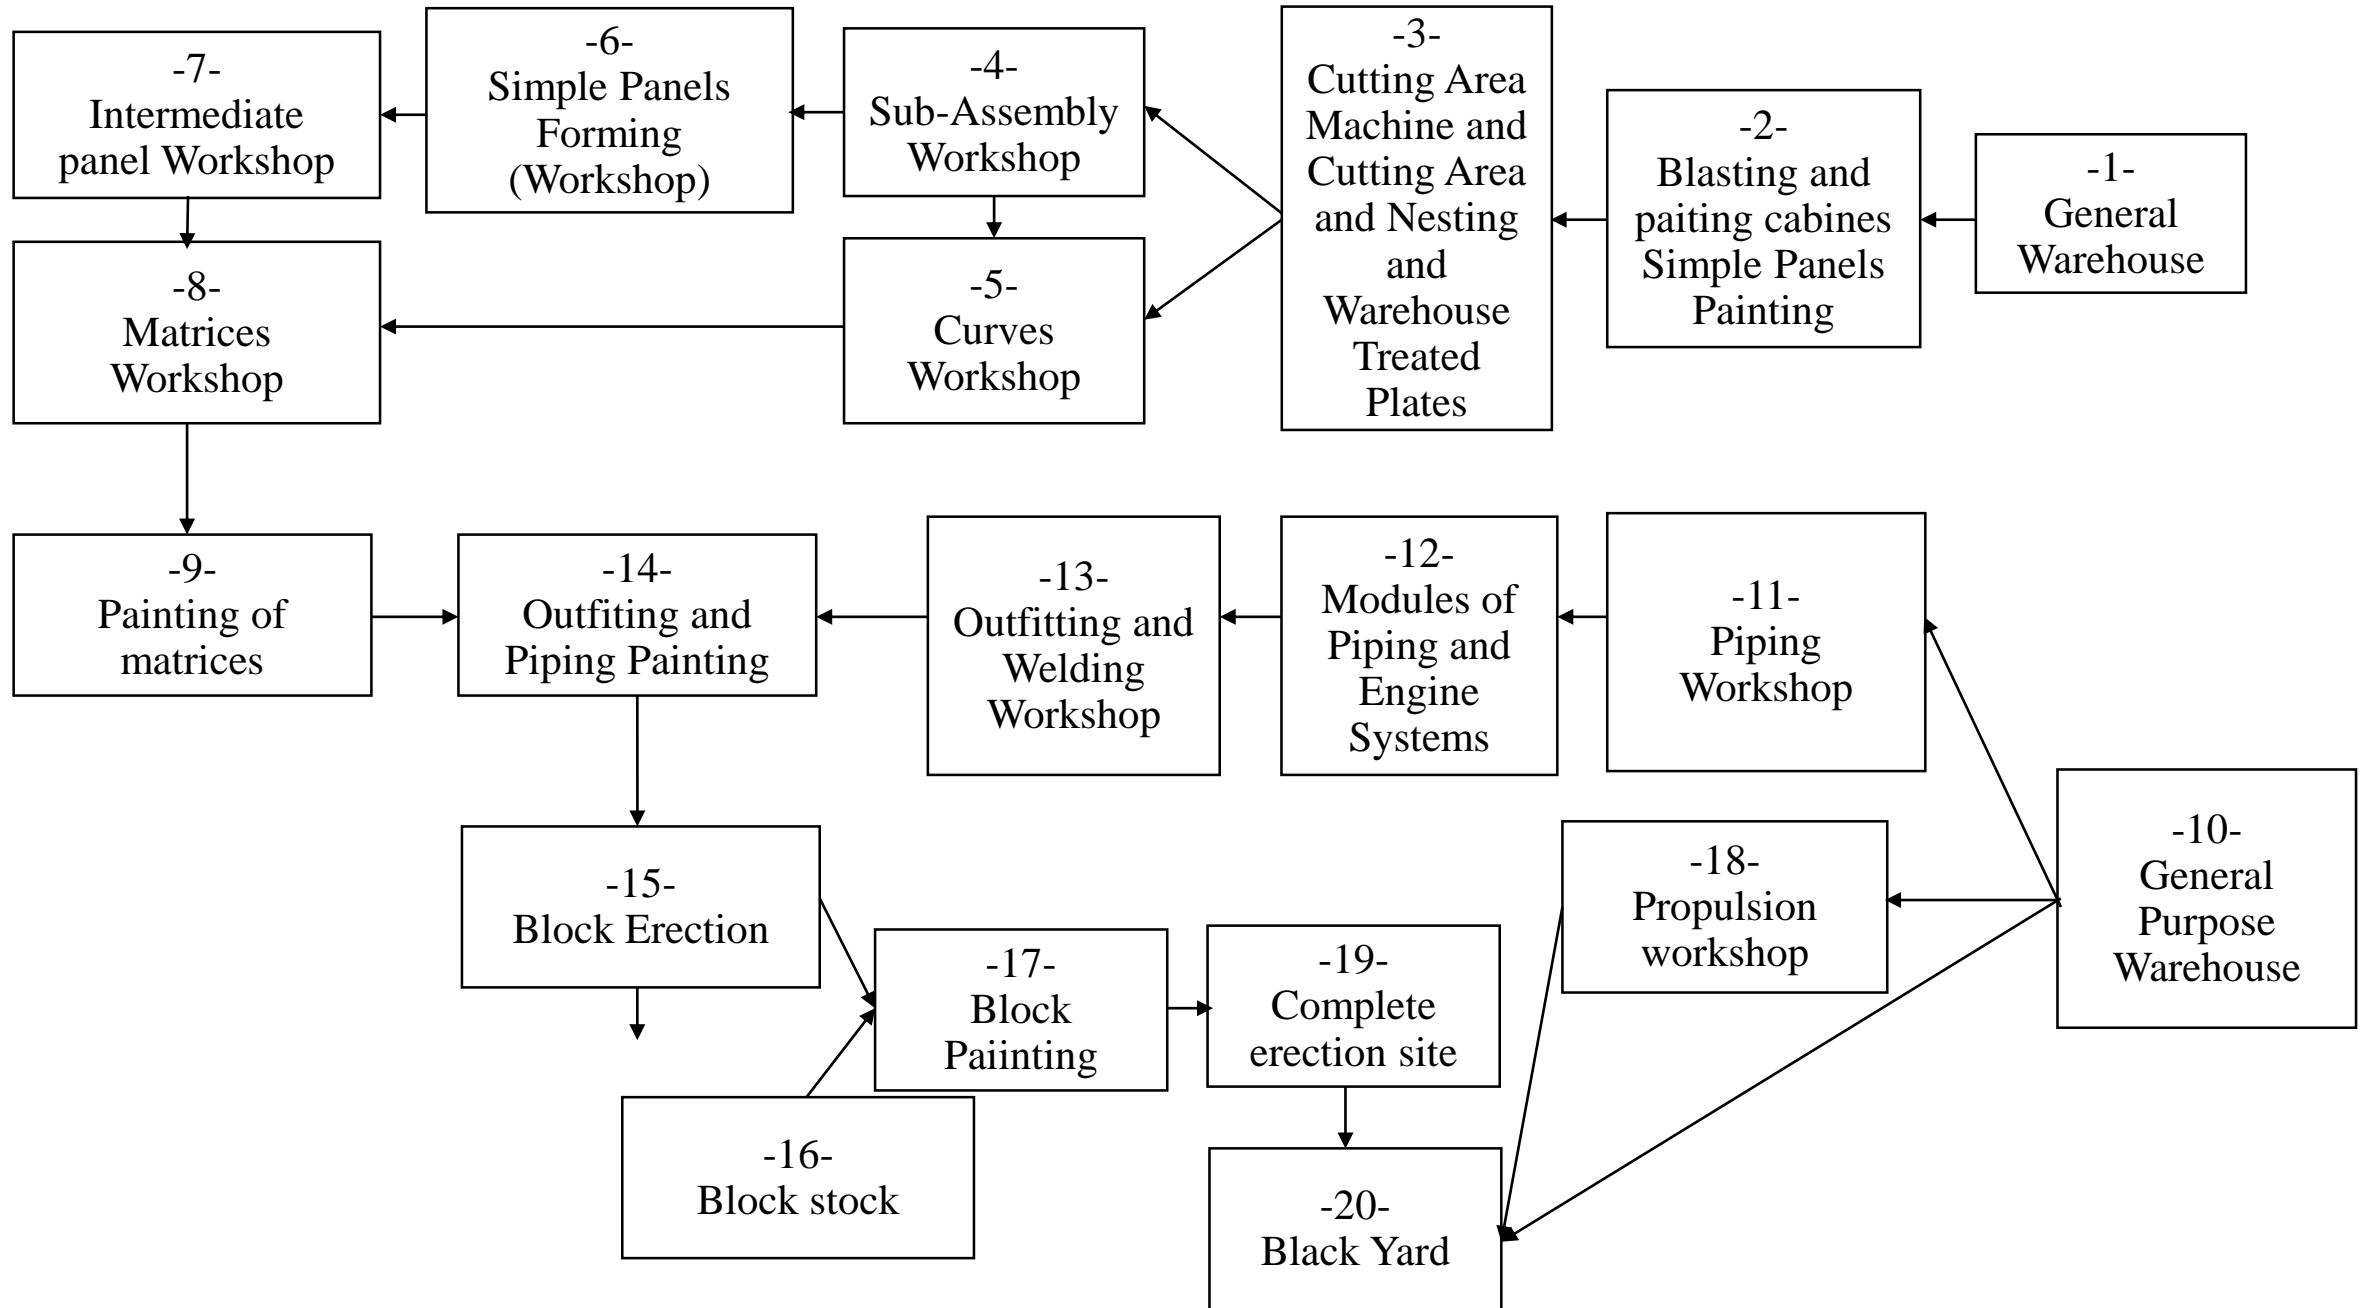 -7-
Intermediate
panel Workshop
-6-
Simple Panels
Forming
(Workshop)
-4-
Sub-Assembly
Workshop
-3-
Cutting Area
Machine and
Cutting Area
and Nesting
and
Warehouse
Treated
Plates
-2-
Blasting and
paiting cabines
Simple Panels
Painting
-1-
General
Warehouse
-8-
Matrices
Workshop
-5-
Curves
Workshop
-9-
Painting of
matrices
-14-
Outfiting and
Piping Painting
-13-
Outfitting and
Welding
Workshop
-12-
Modules of
Piping and
Engine
Systems
-11-
Piping
Workshop
-10-
General
Purpose
Warehouse
-15-
Block Erection
-17-
Block
Paiinting
-19-
Complete
erection site
-18-
Propulsion
workshop
-16-
Block stock
-20-
Black Yard